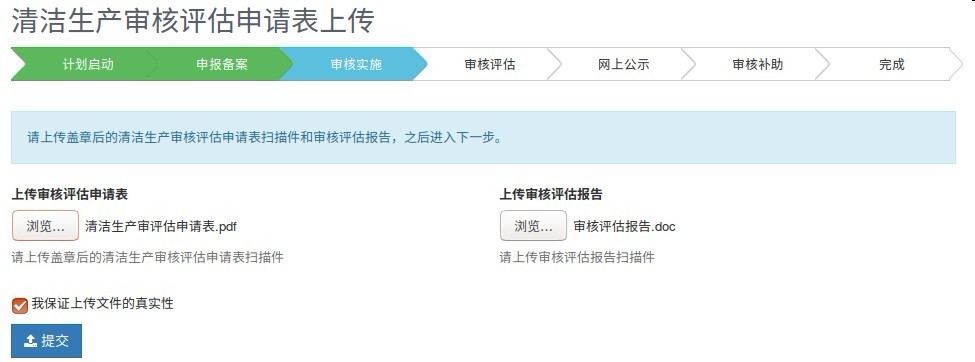 清洁生产审核评估申请表上传
计划启动 申报备案 审核实施 审核评估 网上公示 审核补助 完成
请上传盖章后的清洁生产审核评估申请表扫描件和审核评估报告，之后进入下一步。
上传审核评估申请表 上传审核评估报告
浏览... 清洁生产审评估申请表.pdf 浏览... 审核评估报告.doc
请上传盖章后的清洁生产审核评估申请表扫描件 请上传审核评估报告扫描件
我保证上传文件的真实性
提交